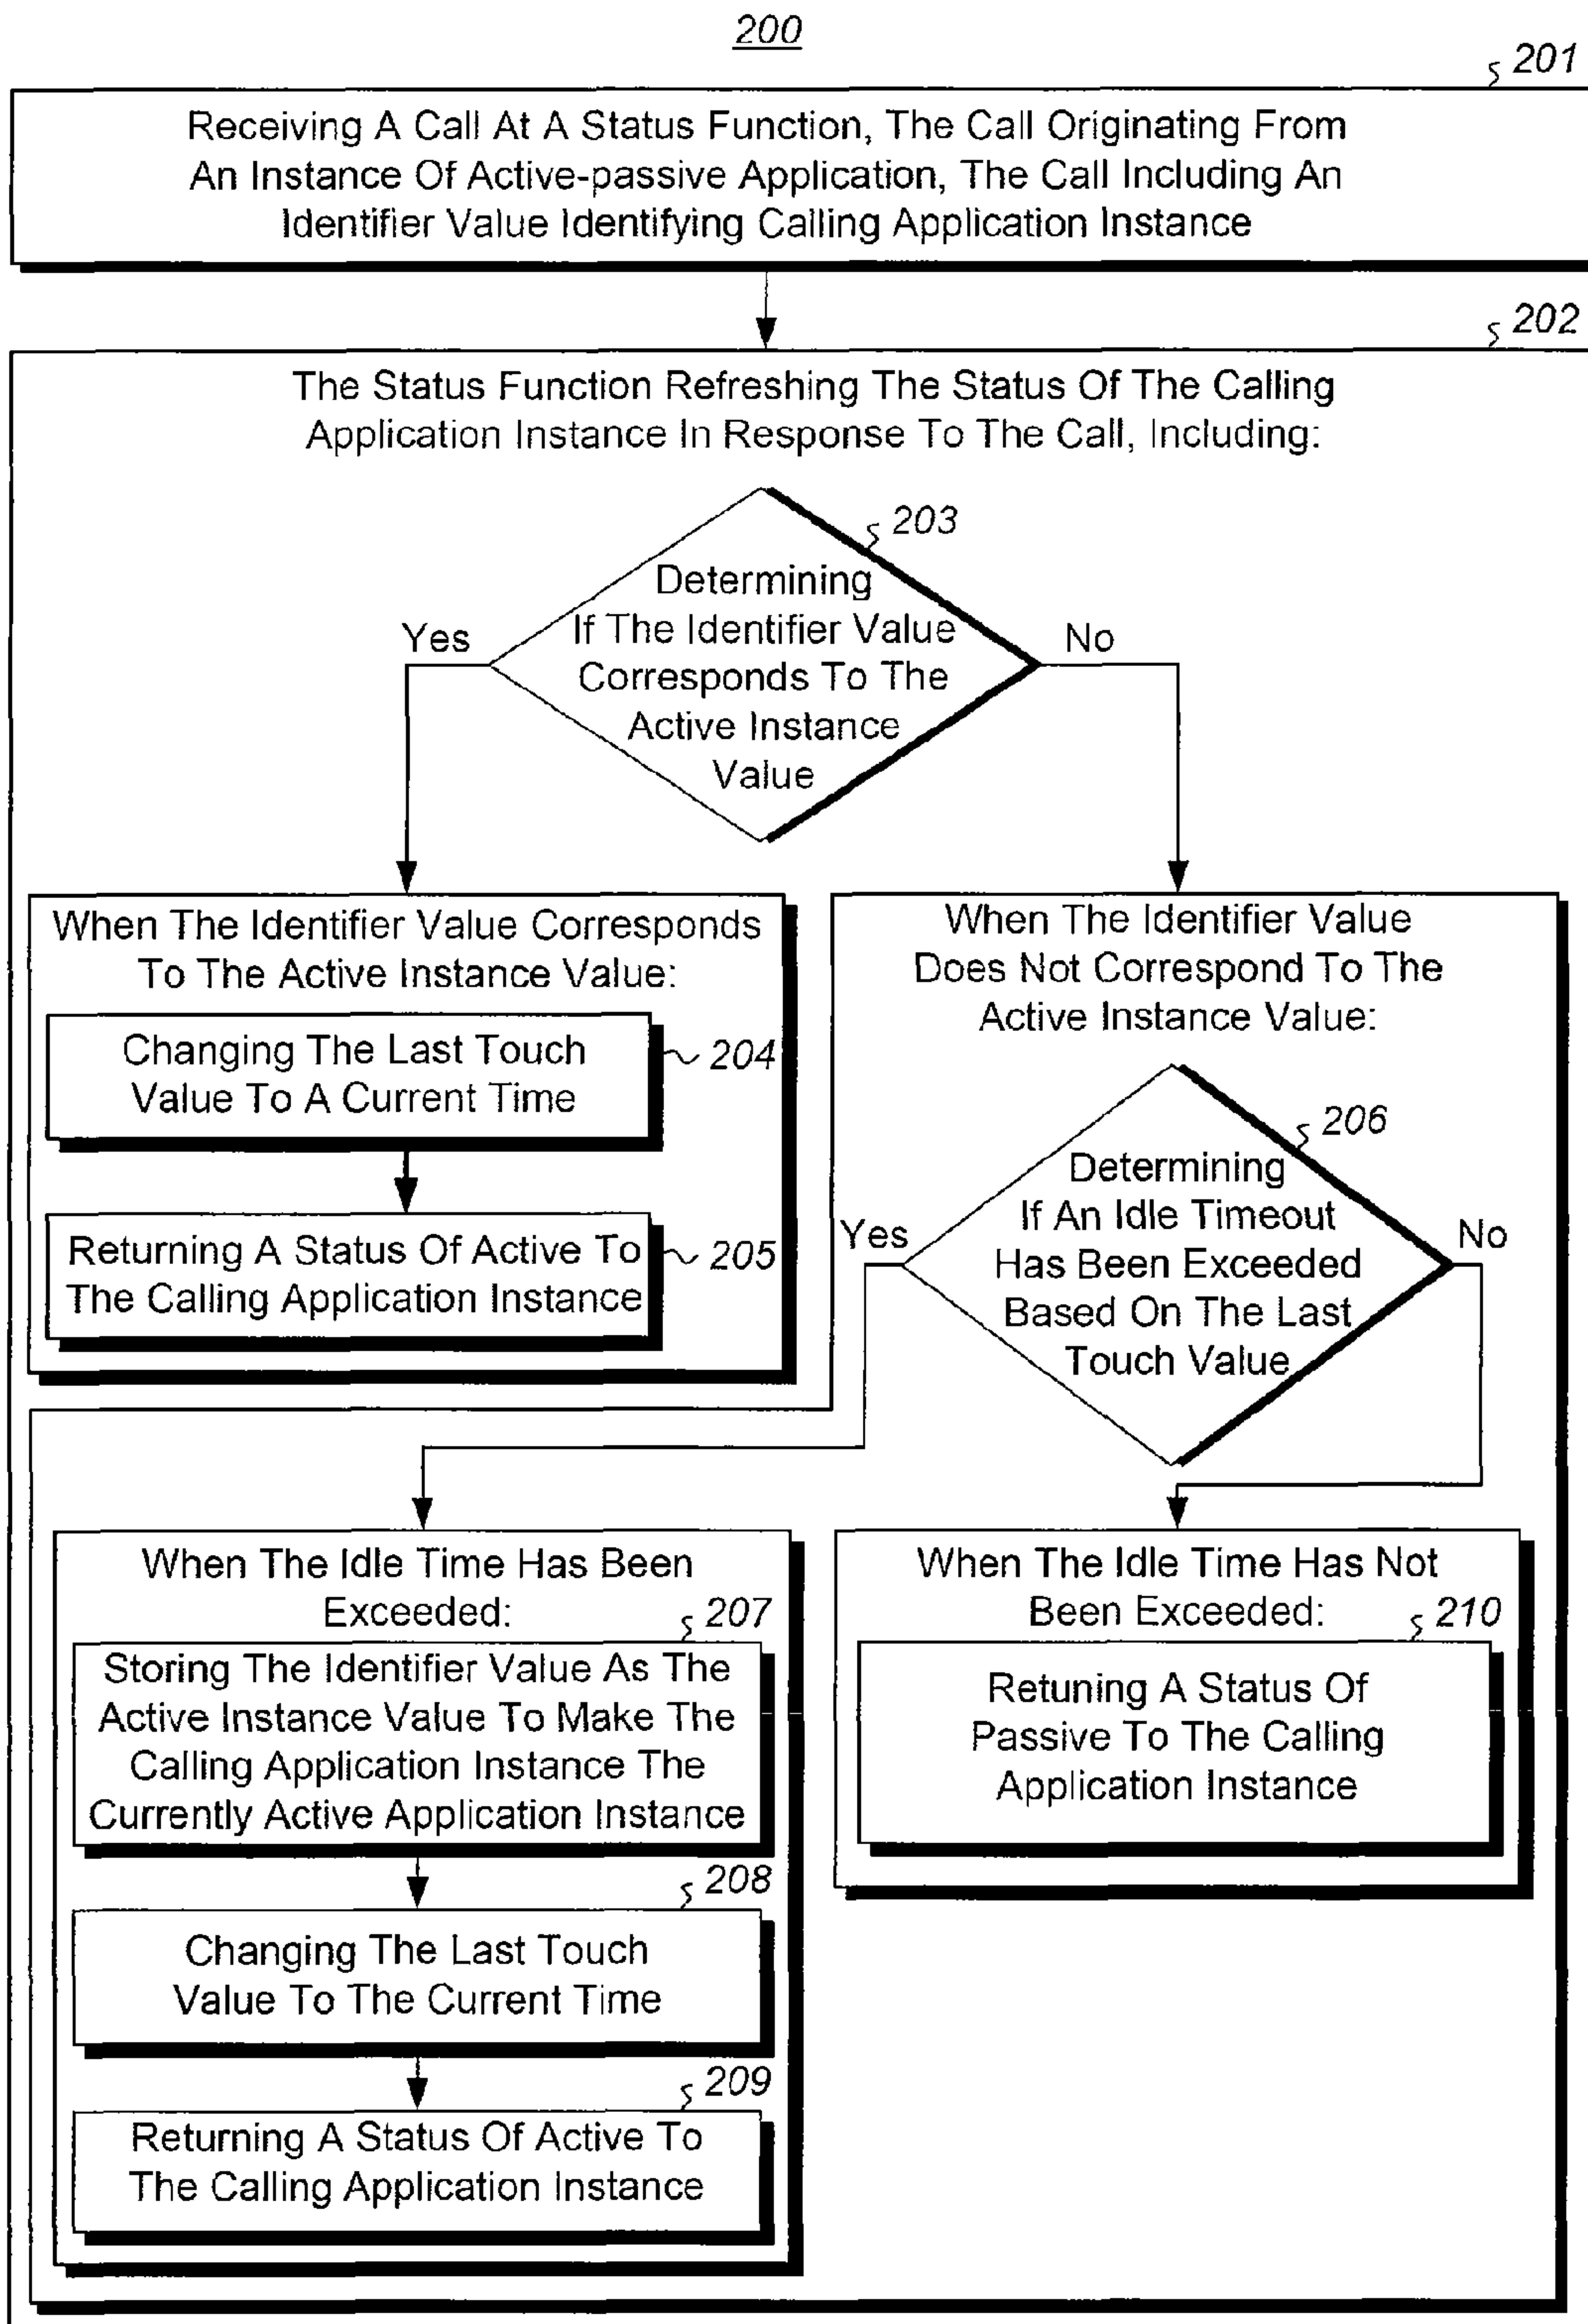 200
201
Receiving A Call At A Status Function, The Call Originating From
An Instance Of Active-passive Application, The Call Including An
Identifier Value Identifying Calling Application Instance
202
The Status Function Refreshing The Status Of The Calling
Application Instance In Response To The Call, Including:
203
Determining
If The Identifier Value
Corresponds To The
Active Instance
Value
Yes
No
When The Identifier Value Corresponds
To The Active Instance Value:
Changing The Last Touch
Value To A Current Time
204
Returning A Status Of Active To
The Calling Application Instance
205
When The Identifier Value
Does Not Correspond To The
Active Instance Value:
206
Determining
If An Idle Timeout
Has Been Exceeded
Based On The Last
Touch Value
Yes
No
When The Idle Time Has Been
Exceeded:
207
Storing The Identifier Value As The
Active Instance Value To Make The
Calling Application Instance The
Currently Active Application Instance
208
Changing The Last Touch
Value To The Current Time
209
Returning A Status Of Active To
The Calling Application Instance
When The Idle Time Has Not
Been Exceeded:
210
Retuning A Status Of
Passive To The Calling
Application Instance